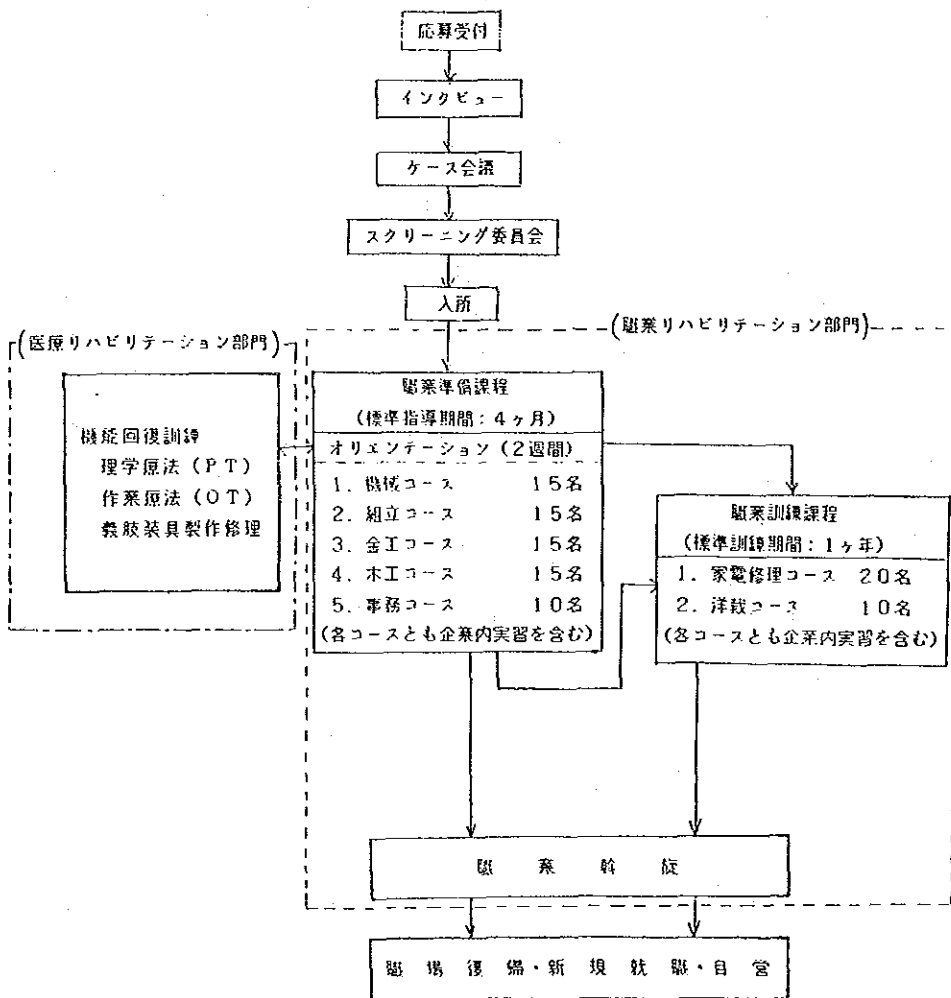 応募受付
インタビュー
ケース会議
スクリーニング委員会
入所
(医療リハビリテーション部門)
(職業リハビリテーション部門)
機能回復訓練
理学療法(PT)
作業療法(OT)
義肢装具製作修理
職業準備課程
(標準指導期間:4ヶ月)
オリエンテーション(2週間)
1. 機械コース 15名
2. 組立コース 15名
3. 金工コース 15名
4. 木工コース 15名
5. 事務コース 10名
(各コースとも企業内実習を含む)
職業訓練課程
(標準訓練期間:1ヶ年)
1. 家電修理コース 20名
2. 洋裁コース 10名
(各コースとも企業内実習を含む)
職業斡旋
職場復帰・新規就職・自営